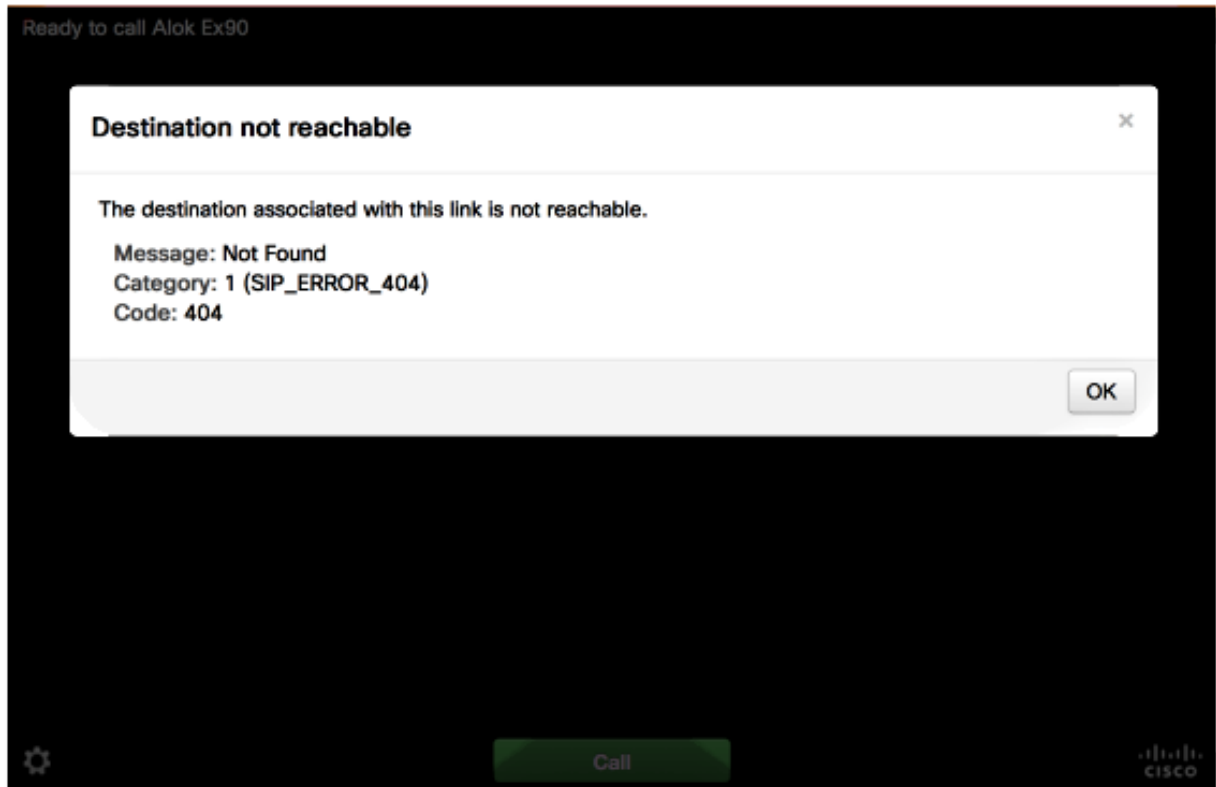 Ready to call Alok Ex90
Destination not reachable
×
The destination associated with this link is not reachable.
Message: Not Found
Category: 1 (SIP_ERROR_404)
Code: 404
OK
Call
CISCO